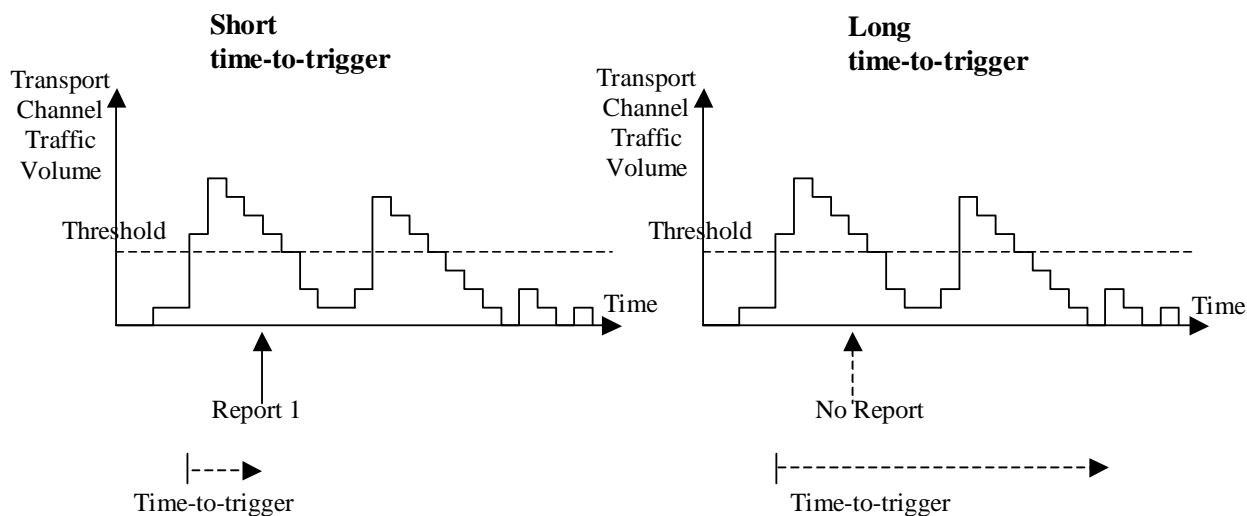 Short
time-to-trigger
Transport
Channel
Traffic
Volume
Threshold
Time
Report 1
Time-to-trigger
Long
time-to-trigger
Transport
Channel
Traffic
Volume
Threshold
Time
No Report
Time-to-trigger